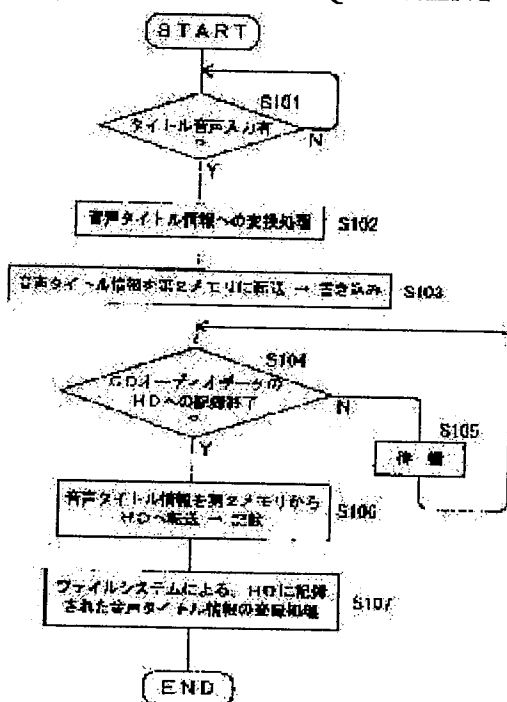 START
S101
タイトル音声入力有
?
N
Y
音声タイトル情報への変換処理
S102
音声タイトル情報を第2メモリに転送 → 書き込み
S103
S104
CDオーディオデータの
HDへの記録終了
?
N
Y
S105
待機
音声タイトル情報を第2メモリから
HDへ転送 → 記録
S106
ファイルシステムによる、HDに記録
された音声タイトル情報の登録処理
S107
END